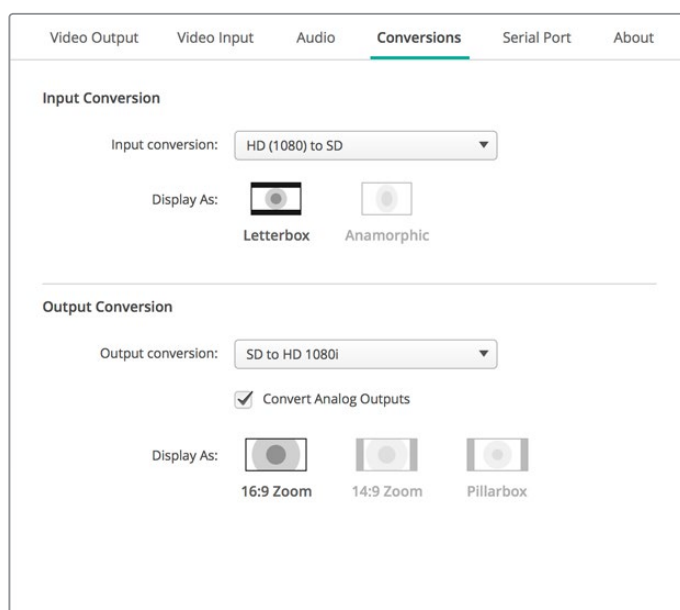 Video Output Video Input Audio Conversions Serial Port About
Input Conversion
Input conversion: HD (1080) to SD
Display As:
Letterbox Anamorphic
Output Conversion
Output conversion: SD to HD 1080i
Convert Analog Outputs
Display As:
16:9 Zoom 14:9 Zoom Pillarbox